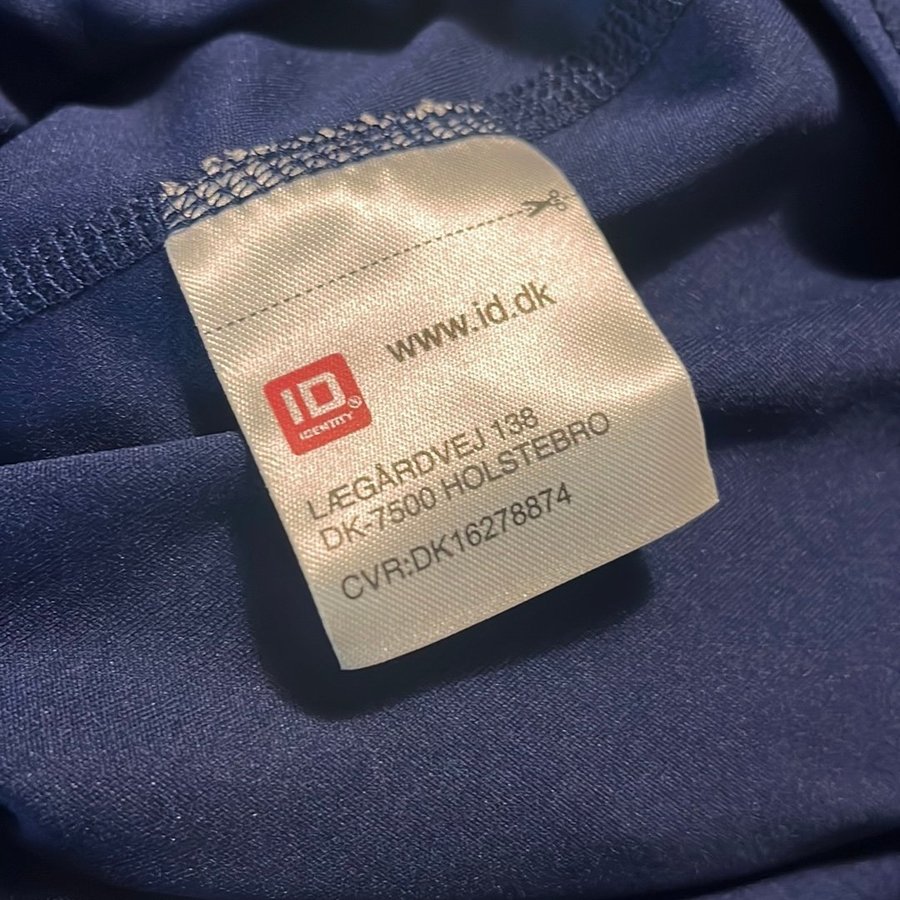 www.id.dk
ID®
IDENTITY
LÆGÅRDVEJ 138
DK-7500 HOLSTEBRO
CVR:DK16278874